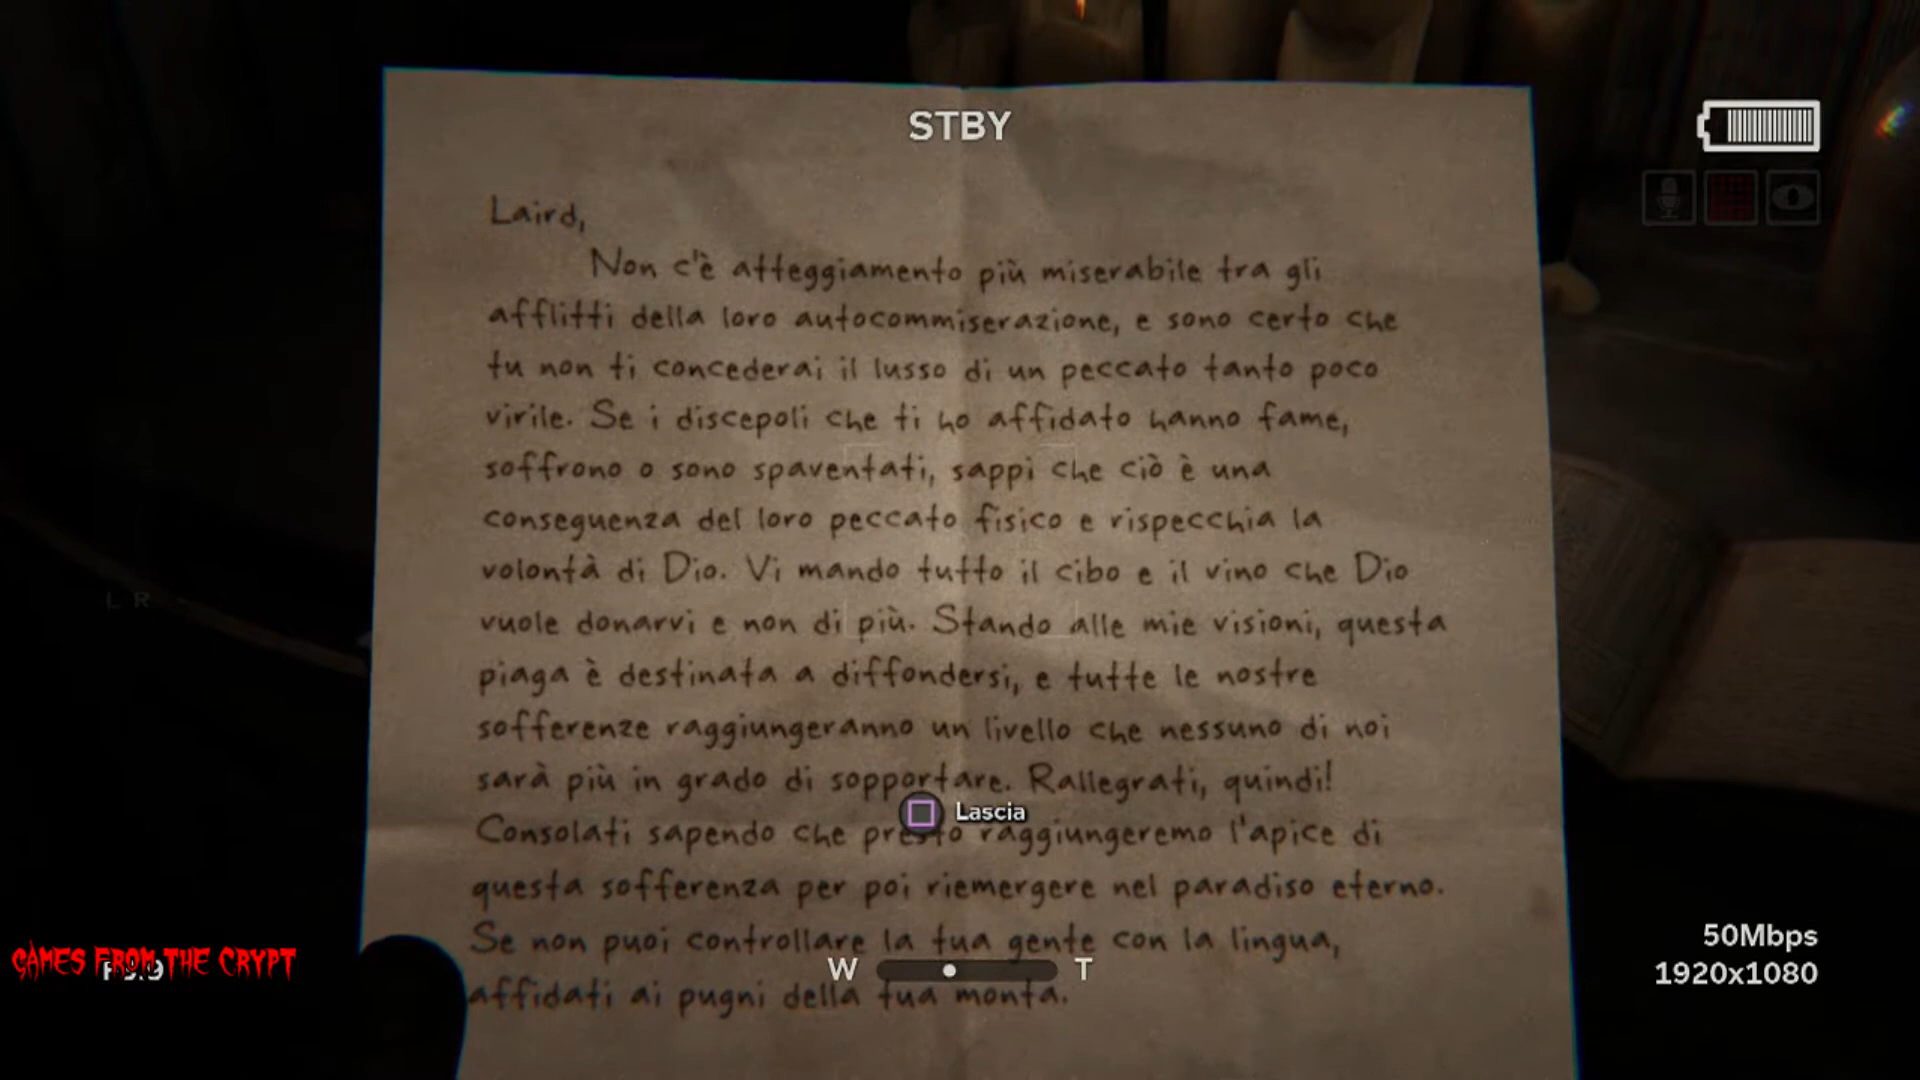 STBY
Laird,
Non c'è atteggiamento più miserabile tra gli
afflitti della loro autocommiserazione, e sono certo che
tu non ti concederai il lusso di un peccato tanto poco
virile. Se i discepoli che ti ho affidato hanno fame,
soffrono o sono spaventati, sappi che ciò è una
conseguenza del loro peccato fisico e rispecchia la
volontà di Dio. Vi mando tutto il cibo e il vino che Dio
vuole donarvi e non di più. Stando alle mie visioni, questa
piaga è destinata a diffondersi, e tutte le nostre
sofferenze raggiungeranno un livello che nessuno di noi
sarà più in grado di sopportare. Rallegrati, quindi!
Lascia
Consolati sapendo che presto raggiungeremo l'apice di
questa sofferenza per poi riemergere nel paradiso eterno.
Se non puoi controllare la tua gente con la lingua,
affidati ai pugni della tua monta.
L R
W T
50Mbps
1920x1080
GAMES FROM THE CRYPT